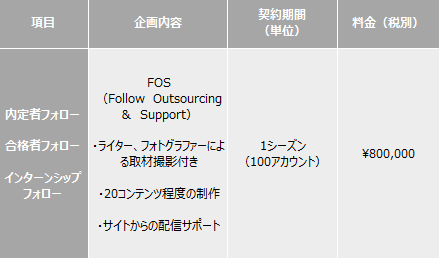 項目
企画内容
契約期間
（単位）
料金（税別）
内定者フォロー
合格者フォロー
インターンシップ
フォロー
FOS
（Follow Outsourcing
& Support）
・ライター、フォトグラファーによ
る取材撮影付き
・20コンテンツ程度の制作
・サイトからの配信サポート
1シーズン
（100アカウント）
¥800,000